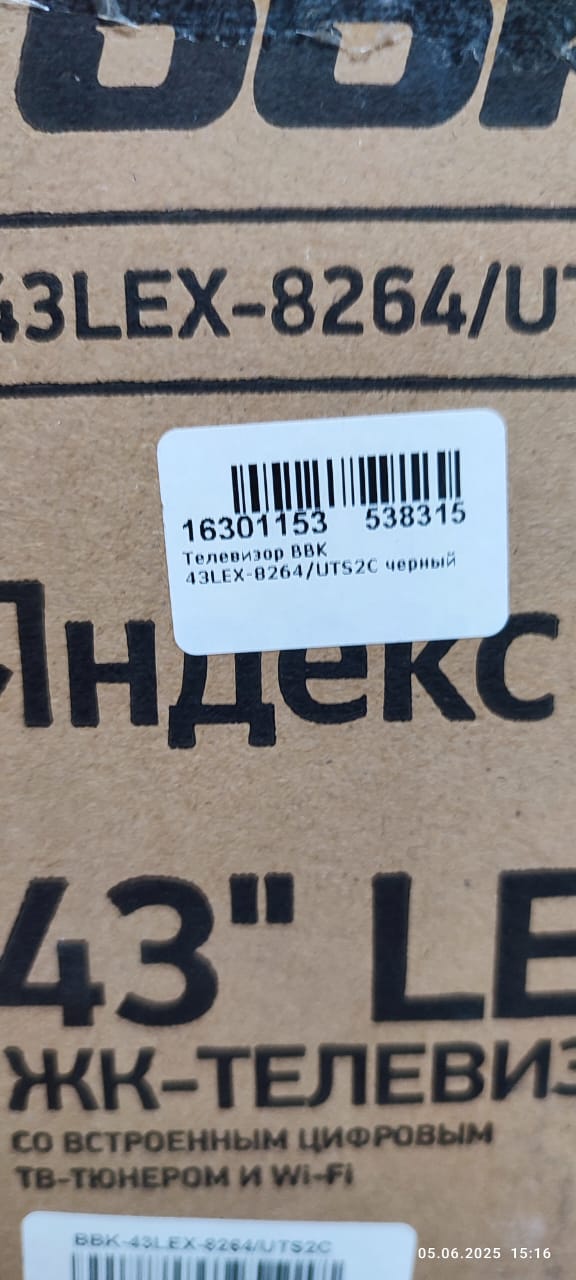 BBK
43LEX-8264/UT
16301153 538315
Телевизор BBK
43LEX-8264/UTS2C черный
Яндекс
43" LE
ЖК-ТЕЛЕВИЗ
СО ВСТРОЕННЫМ ЦИФРОВЫМ
ТВ-ТЮНЕРОМ И Wi-Fi
BBK-43LEX-8264/UTS2C
05.06.2025 15:16